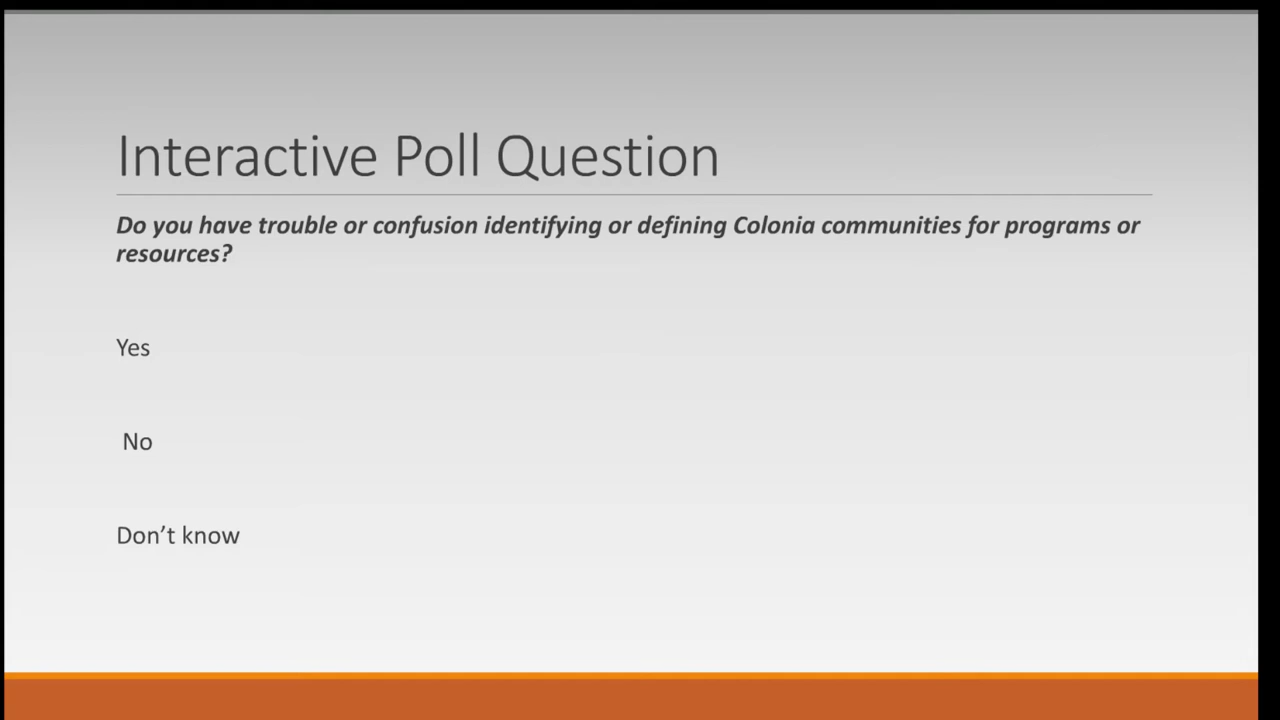 Interactive Poll Question
Do you have trouble or confusion identifying or defining Colonia communities for programs or
resources?
Yes
No
Don’t know